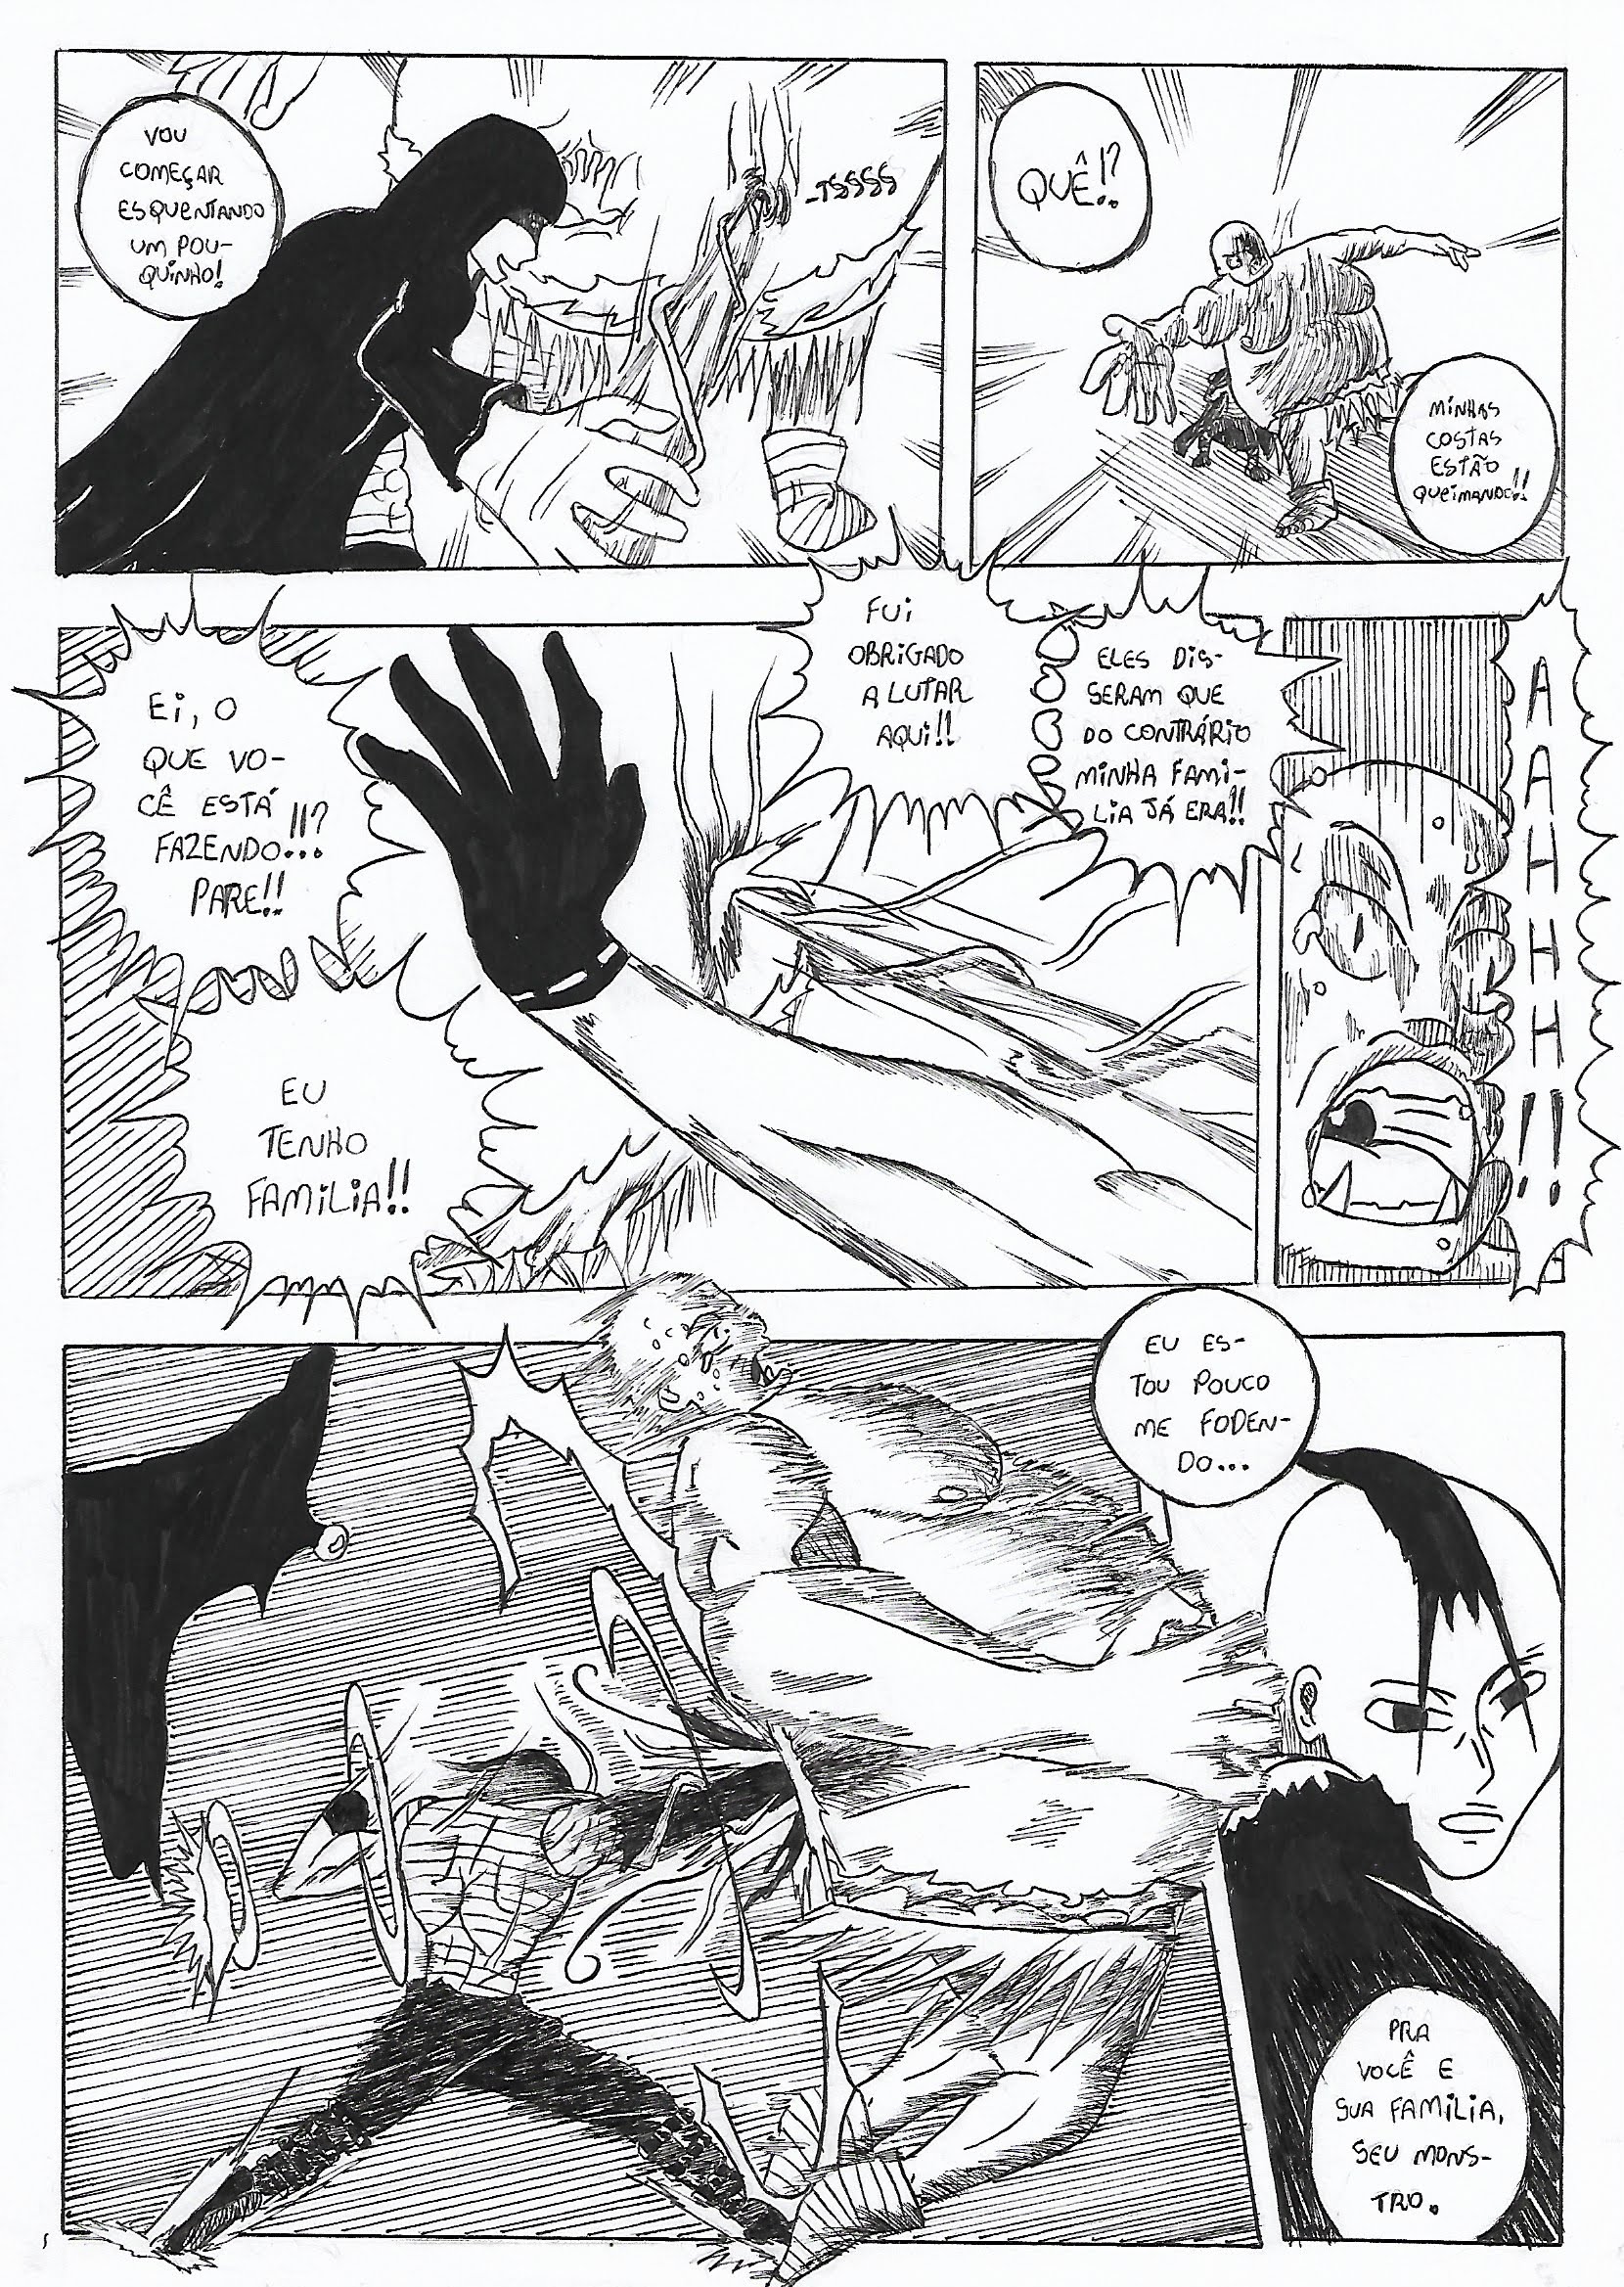 VOU
COMEÇAR
ESQUENTANDO
UM POU-
QUINHO!
-TSSSS
QUÊ!?
MINHAS
COSTAS
ESTÃO
QUEIMANDO!!
EI, O
QUE VO-
CÊ ESTÁ
FAZENDO...!!?
PARE!!
EU
TENHO
FAMILIA!!
FUI
OBRIGADO
A LUTAR
AQUI!!
ELES DIS-
SERAM QUE
DO CONTRÁRIO
MINHA FAMI-
LIA JÁ ERA!!
AAHHH!!
EU ES-
TOU POUCO
ME FODEN-
DO...
PRA
VOCÊ E
SUA FAMILIA,
SEU MONS-
TRO.